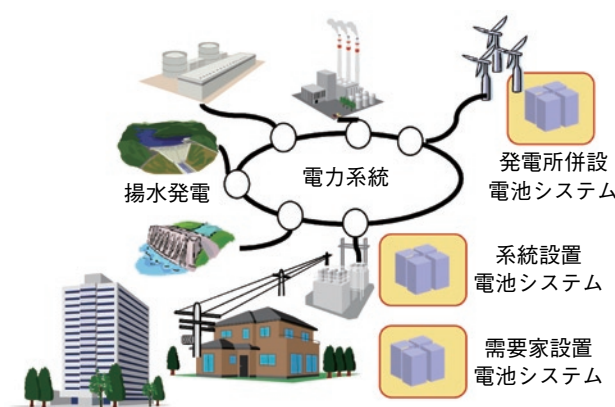 電力系統
発電所併設
電池システム
揚水発電
系統設置
電池システム
需要家設置
電池システム